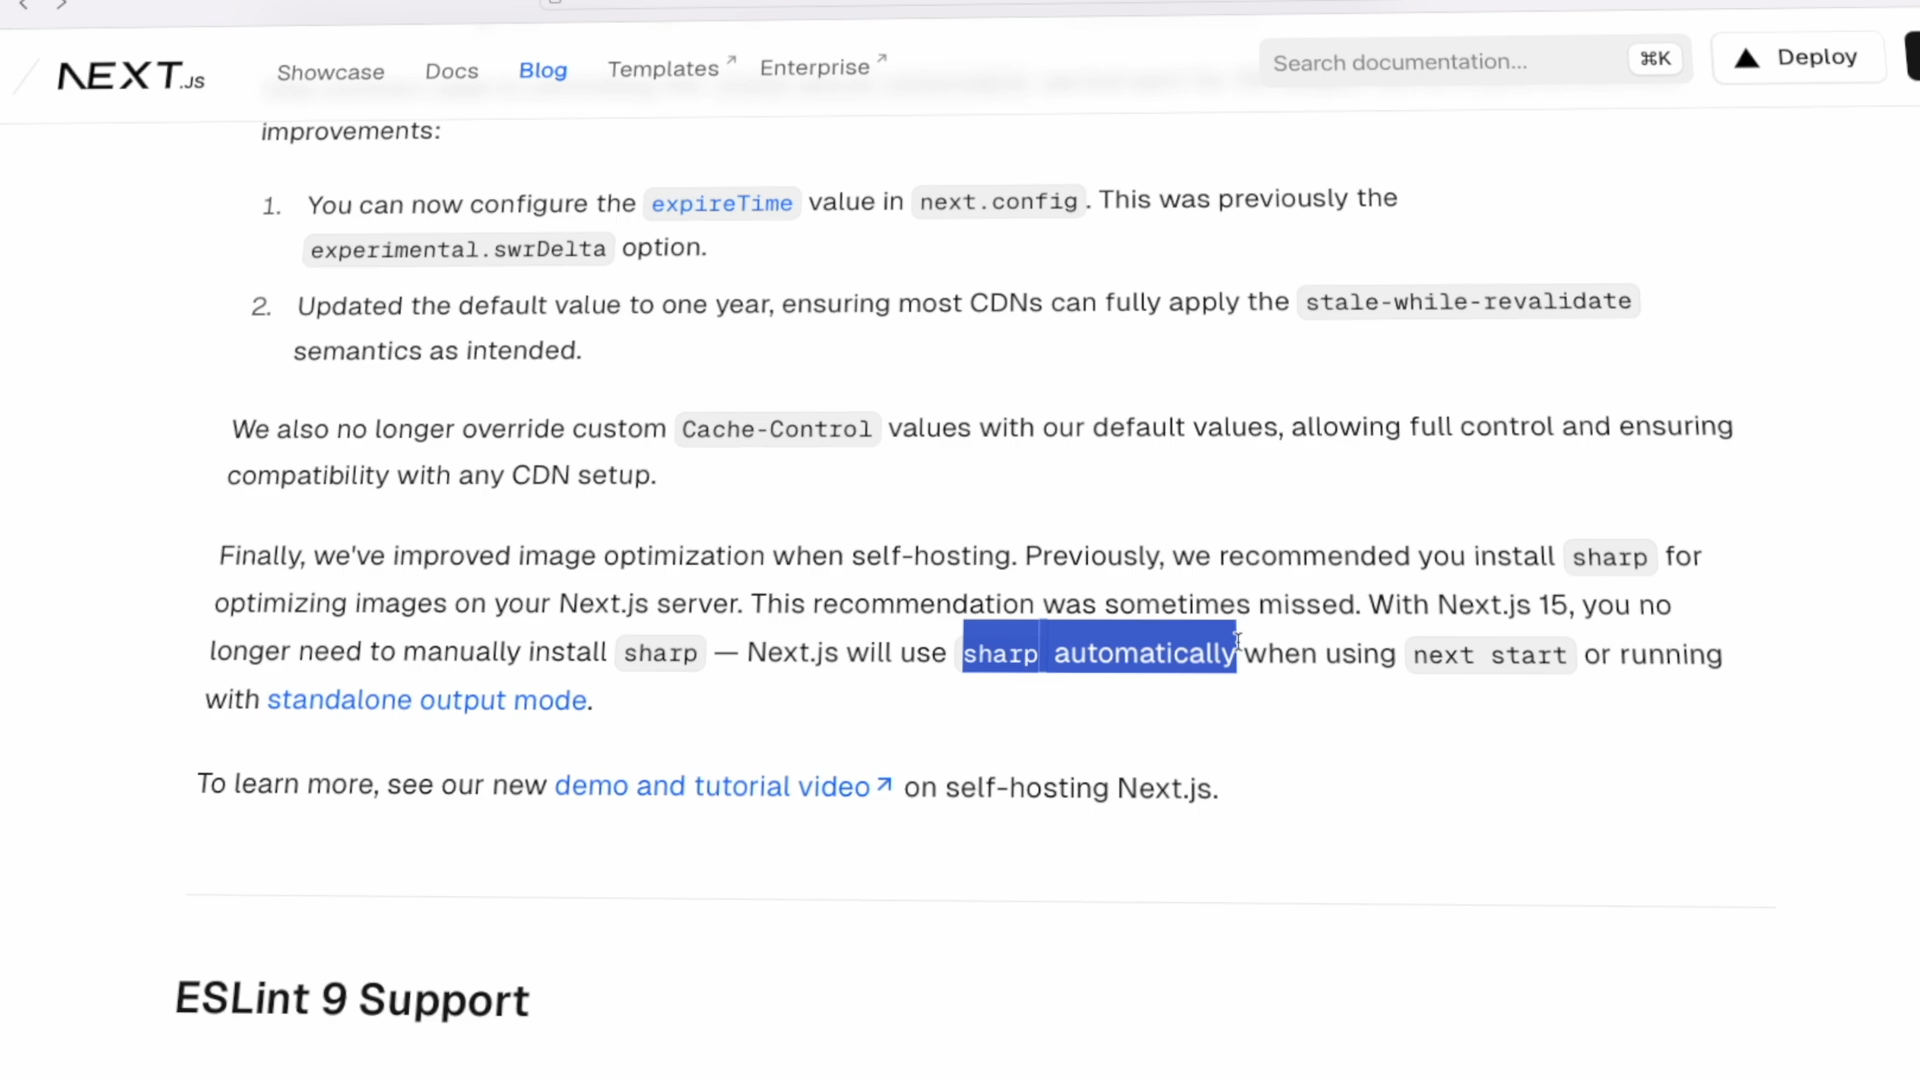 NEXT.JS Showcase Docs Blog Templates↗ Enterprise↗ Search documentation... ⌘K Deploy
improvements:
1. You can now configure the expireTime value in next.config. This was previously the
experimental.swrDelta option.
2. Updated the default value to one year, ensuring most CDNs can fully apply the stale-while-revalidate
semantics as intended.
We also no longer override custom Cache-Control values with our default values, allowing full control and ensuring
compatibility with any CDN setup.
Finally, we've improved image optimization when self-hosting. Previously, we recommended you install sharp for
optimizing images on your Next.js server. This recommendation was sometimes missed. With Next.js 15, you no
longer need to manually install sharp — Next.js will use sharp automatically when using next start or running
with standalone output mode.
To learn more, see our new demo and tutorial video↗ on self-hosting Next.js.
ESLint 9 Support